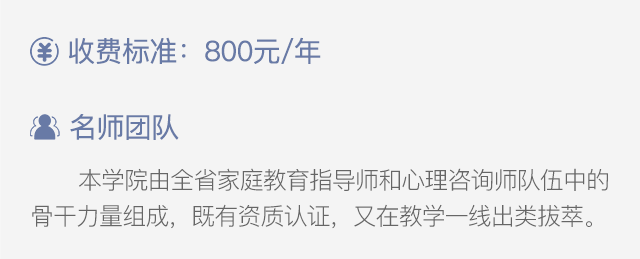 收费标准：800元/年
名师团队
本学院由全省家庭教育指导师和心理咨询师队伍中的
骨干力量组成，既有资质认证，又在教学一线出类拔萃。